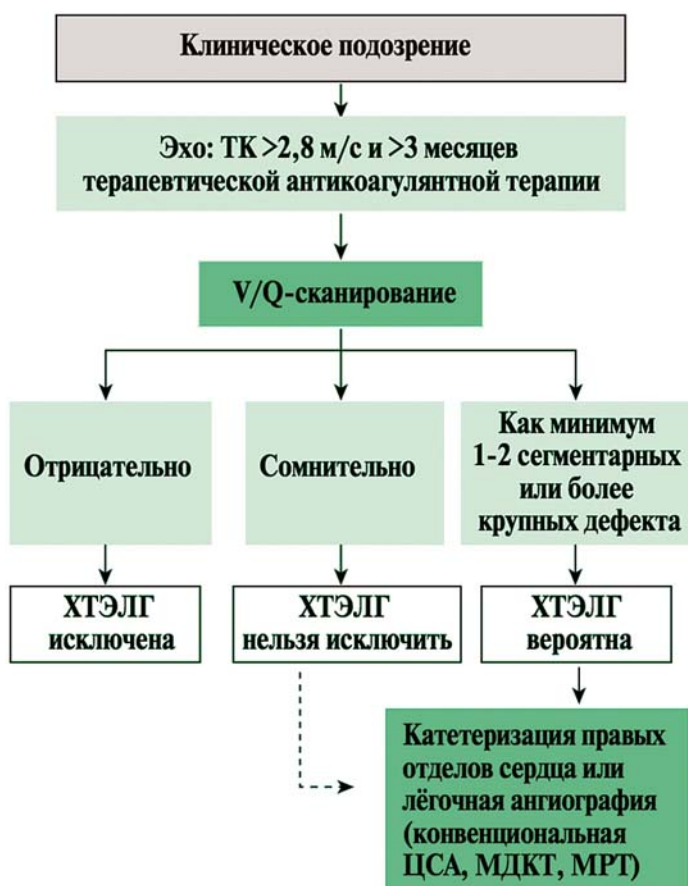 Клиническое подозрение
Эхо: ТК >2,8 м/с и >3 месяцев
терапевтической антикоагулянтной терапии
V/Q-сканирование
Отрицательно
Сомнительно
Как минимум
1-2 сегментарных
или более
крупных дефекта
ХТЭЛГ
исключена
ХТЭЛГ
нельзя исключить
ХТЭЛГ
вероятна
Катетеризация правых
отделов сердца или
лёгочная ангиография
(конвенциональная
ЦСА, МДКТ, МРТ)